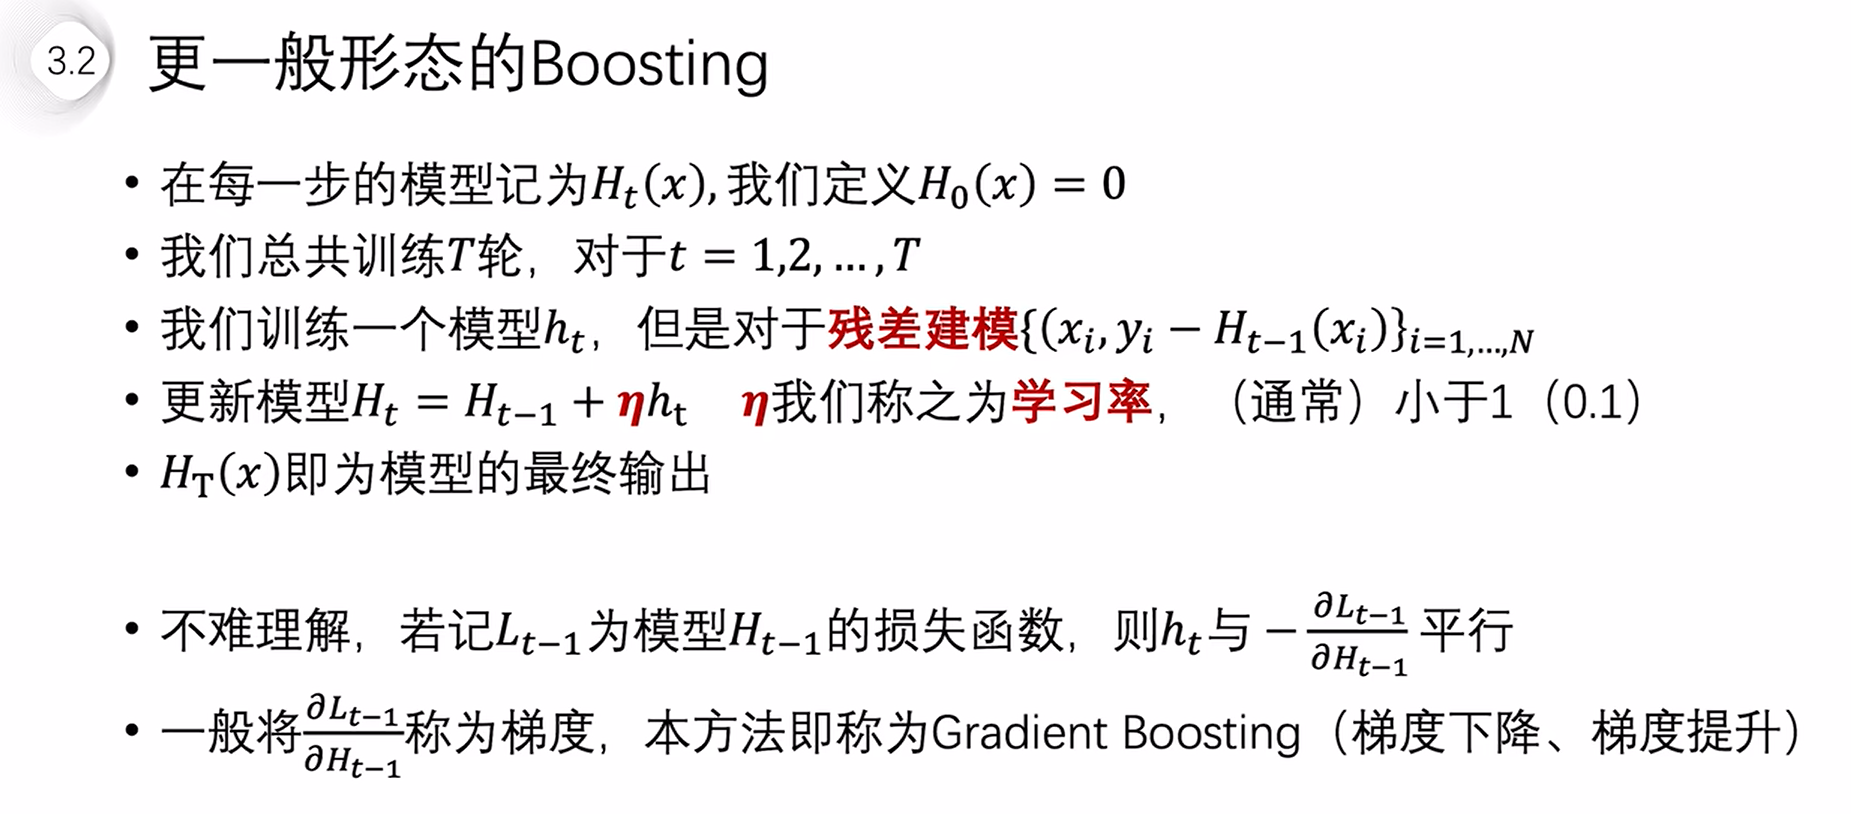 3.2 更一般形态的Boosting
• 在每一步的模型记为$H_t(x)$,我们定义$H_0(x) = 0$
• 我们总共训练$T$轮，对于$t = 1,2,...,T$
• 我们训练一个模型$h_t$，但是对于残差建模$\{(x_i, y_i - H_{t-1}(x_i)\}_{i=1,...,N}$
• 更新模型$H_t = H_{t-1} + \eta h_t$ $\eta$我们称之为学习率，（通常）小于1（0.1）
• $H_T(x)$即为模型的最终输出
• 不难理解，若记$L_{t-1}$为模型$H_{t-1}$的损失函数，则$h_t$与$-\frac{\partial L_{t-1}}{\partial H_{t-1}}$平行
• 一般将$\frac{\partial L_{t-1}}{\partial H_{t-1}}$称为梯度，本方法即称为Gradient Boosting（梯度下降、梯度提升）